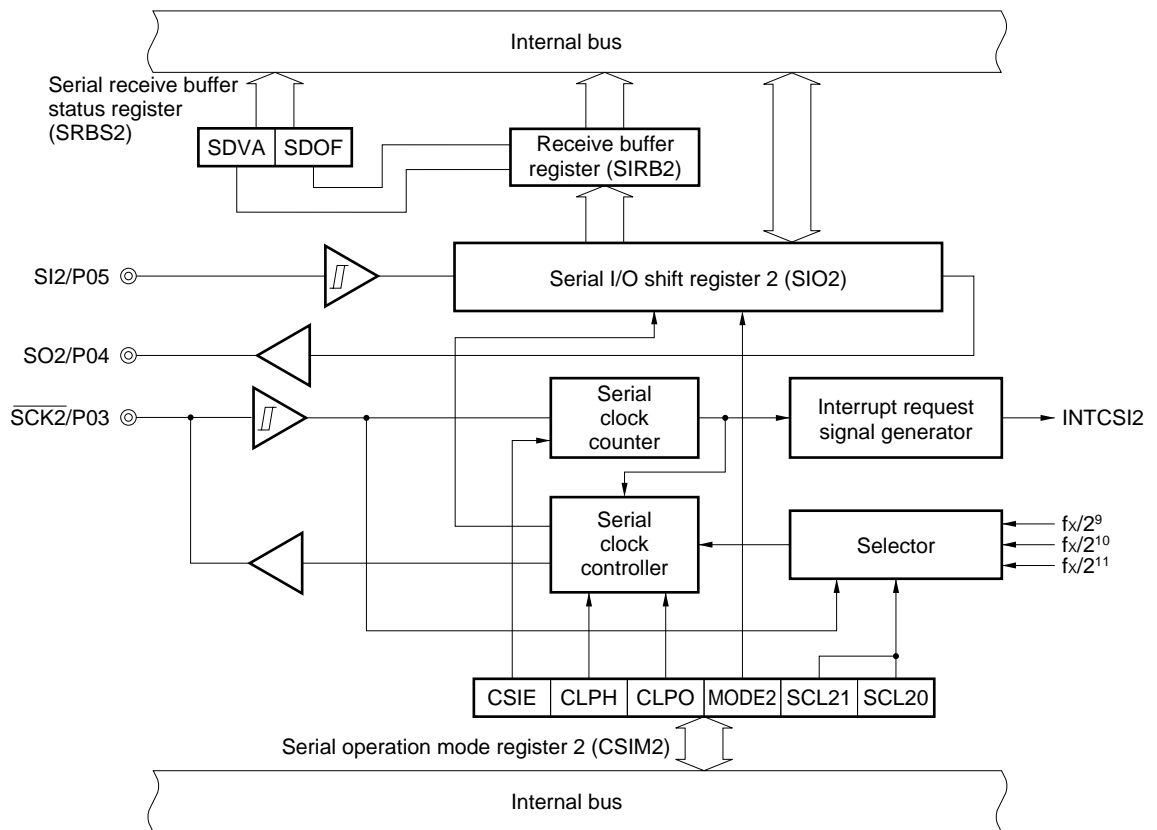 Internal bus
Serial receive buffer
status register
(SRBS2)
SDVA SDOF
Receive buffer
register (SIRB2)
SI2/P05
Serial I/O shift register 2 (SIO2)
SO2/P04
SCK2/P03
Serial
clock
counter
Interrupt request
signal generator
INTCSI2
Serial
clock
controller
Selector
fx/2⁹
fx/2¹⁰
fx/2¹¹
CSIE CLPH CLPO MODE2 SCL21 SCL20
Serial operation mode register 2 (CSIM2)
Internal bus